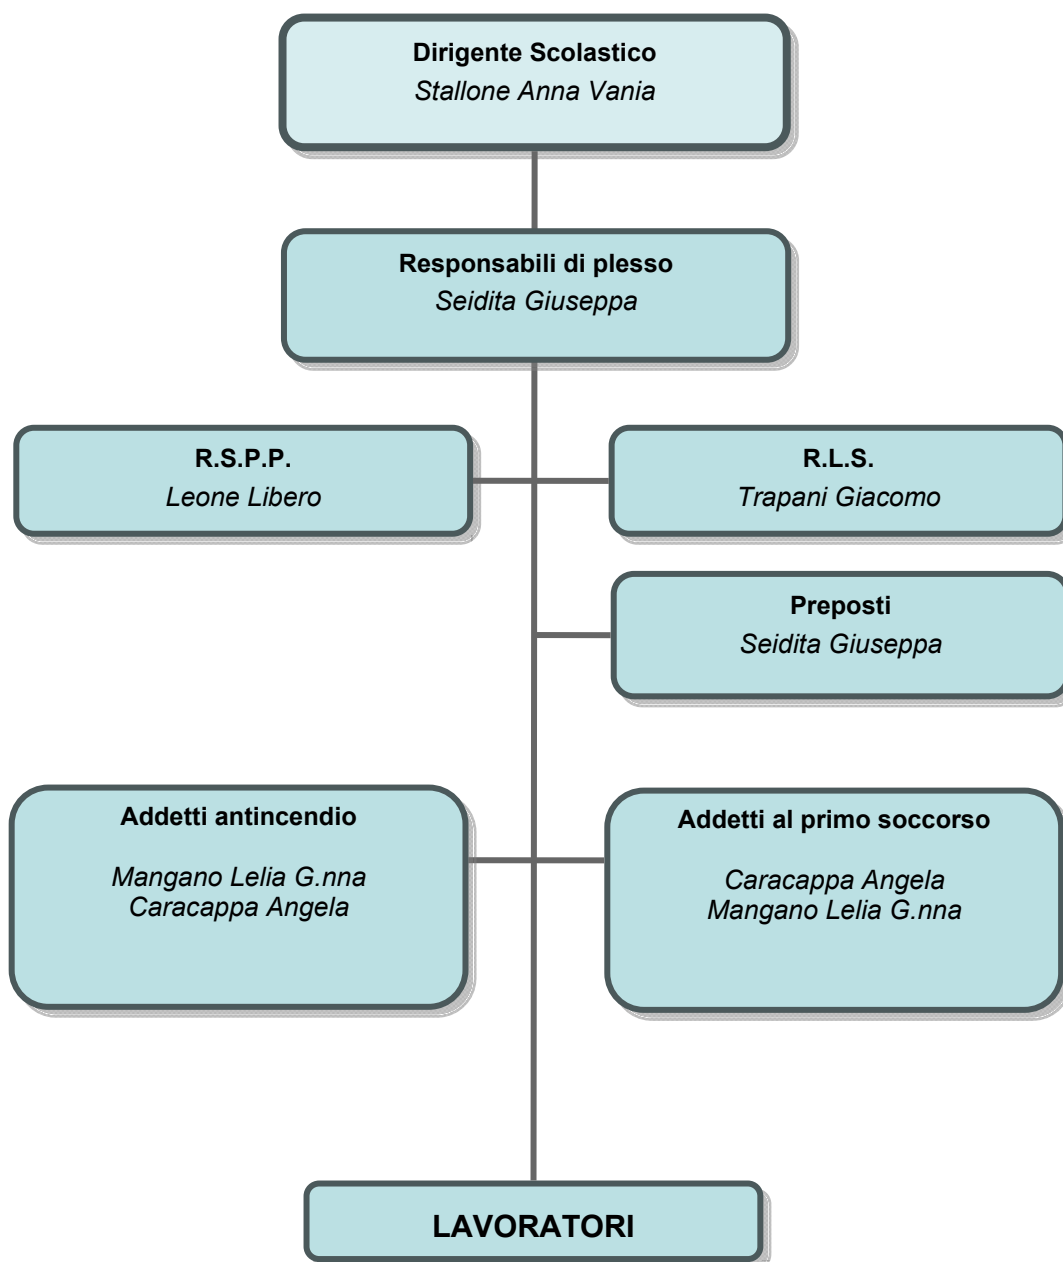 Dirigente Scolastico
Stallone Anna Vania
Responsabili di plesso
Seidita Giuseppa
R.S.P.P.
Leone Libero
R.L.S.
Trapani Giacomo
Preposti
Seidita Giuseppa
Addetti antincendio
Mangano Lelia G.nna
Caracappa Angela
Addetti al primo soccorso
Caracappa Angela
Mangano Lelia G.nna
LAVORATORI